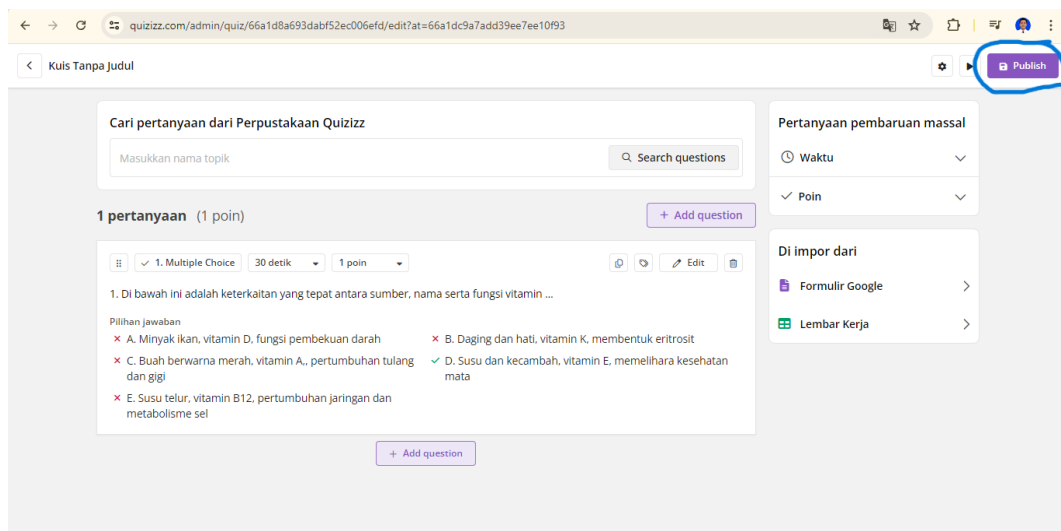 quizizz.com/admin/quiz/66a1d8a693dabf52ec006efd/edit?at=66a1dc9a7add39ee7ee10f93
Kuis Tanpa Judul
Publish
Cari pertanyaan dari Perpustakaan Quizizz
Masukkan nama topik
Search questions
1 pertanyaan (1 poin)
+ Add question
1. Multiple Choice
30 detik
1 poin
Edit
1. Di bawah ini adalah keterkaitan yang tepat antara sumber, nama serta fungsi vitamin ...
Pilihan jawaban
A. Minyak ikan, vitamin D, fungsi pembekuan darah
B. Daging dan hati, vitamin K, membentuk eritrosit
C. Buah berwarna merah, vitamin A,, pertumbuhan tulang
dan gigi
D. Susu dan kecambah, vitamin E, memelihara kesehatan
mata
E. Susu telur, vitamin B12, pertumbuhan jaringan dan
metabolisme sel
+ Add question
Pertanyaan pembaruan massal
Waktu
Poin
Di impor dari
Formulir Google
Lembar Kerja